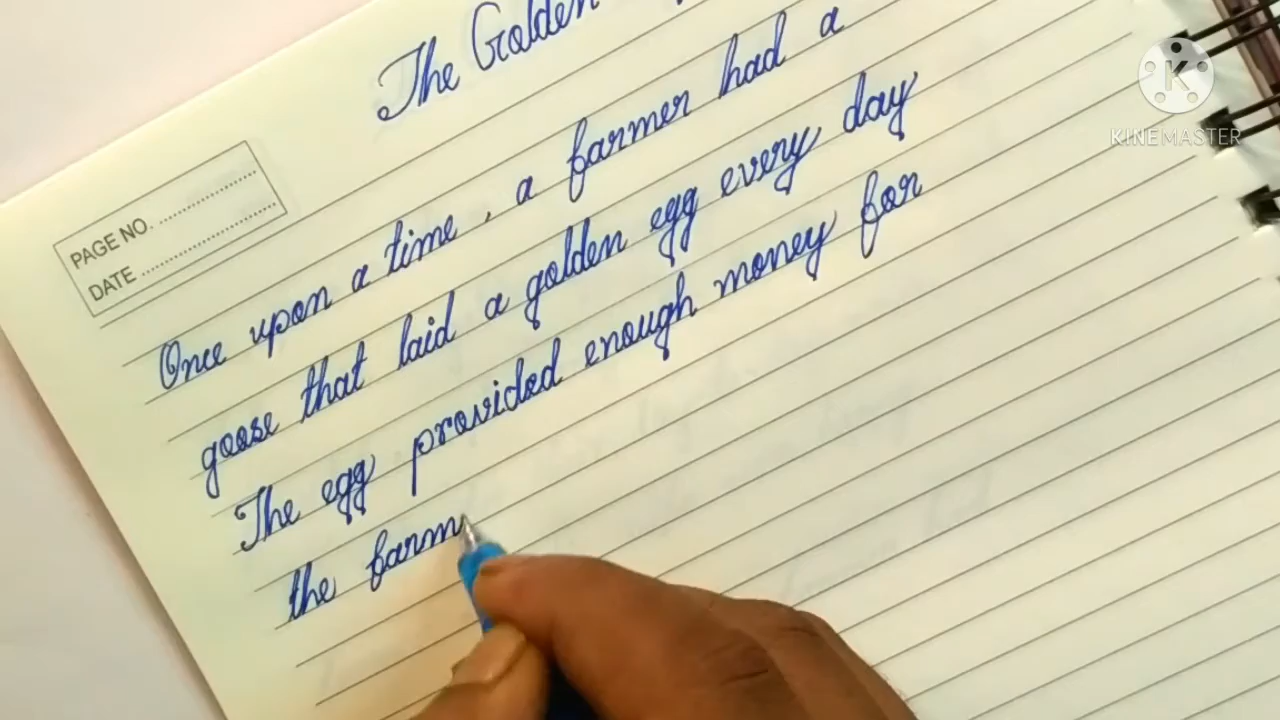 The Golden
Once upon a time, a farmer had a
goose that laid a golden egg every day
The egg provided enough money for
the farm
PAGE NO. ....................
DATE ........................
K
KINEMASTER